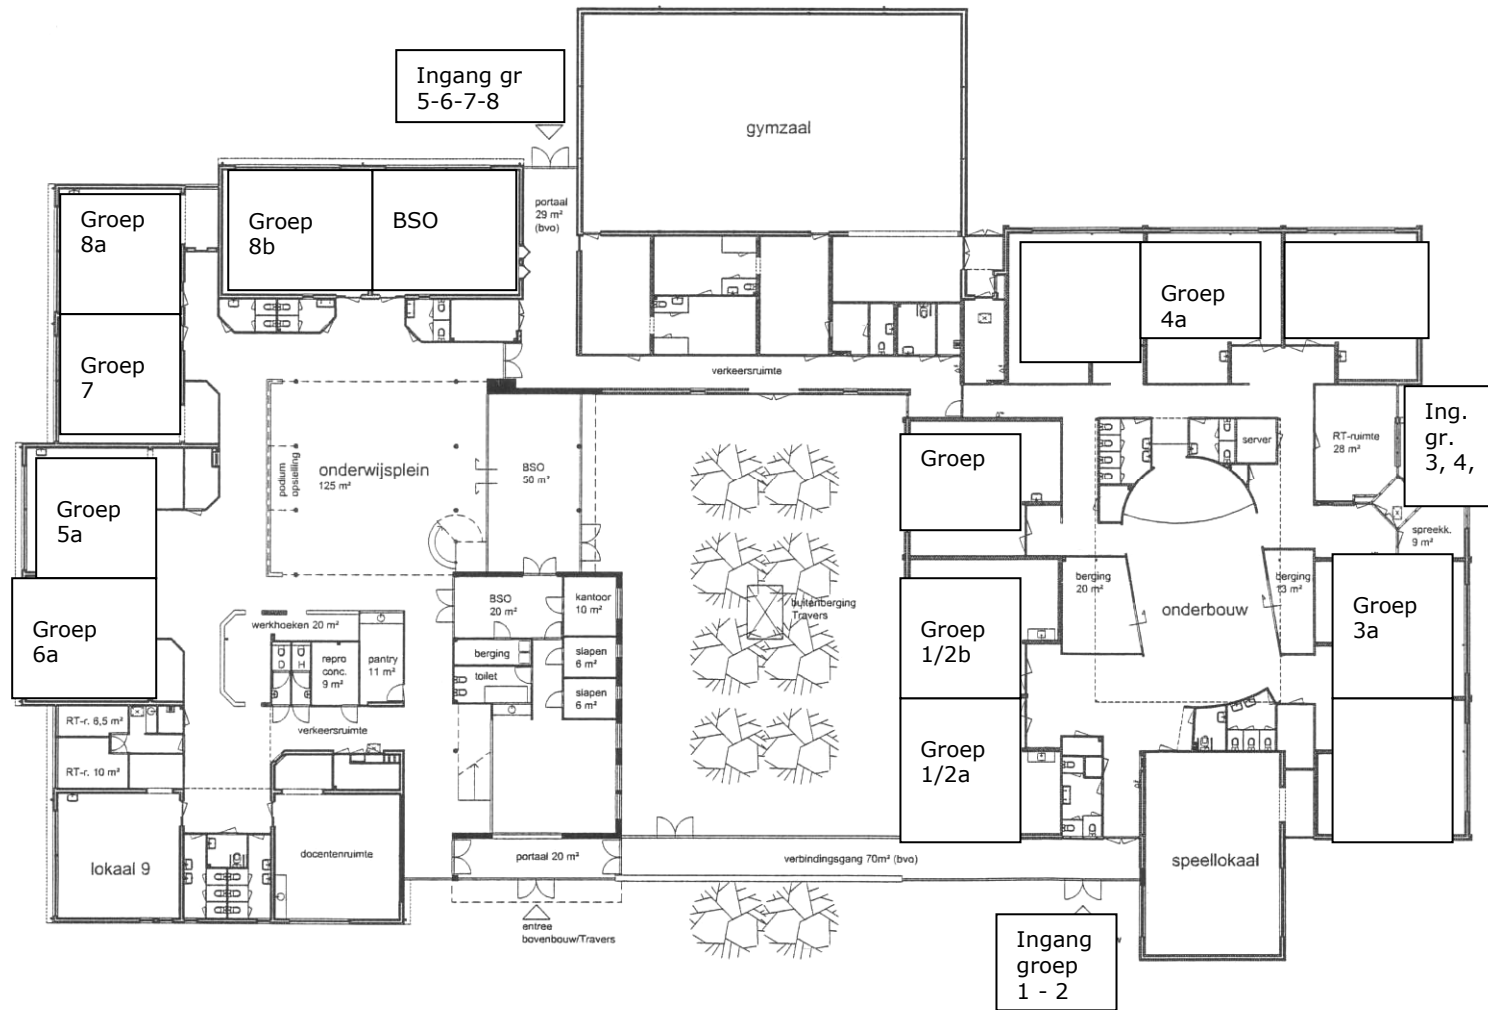 Ingang gr
5-6-7-8
gymzaal
Groep
8a
Groep
8b
BSO
portaal
29 m²
(bvo)
Groep
4a
Groep
7
verkeersruimte
Ing.
gr.
3, 4,
RT-ruimte
28 m²
server
Groep
podium
opstelling
onderwijsplein
125 m²
BSO
50 m²
Groep
5a
spreekk.
9 m²
BSO
20 m²
kantoor
10 m²
buitenberging
Travers
berging
20 m²
onderbouw
berging
13 m²
Groep
3a
Groep
6a
werkhoeken 20 m²
repro
conc.
9 m²
pantry
11 m²
berging
toilet
slapen
6 m²
slapen
6 m²
Groep
1/2b
RT-r. 6,5 m²
verkeersruimte
RT-r. 10 m²
Groep
1/2a
lokaal 9
docentenruimte
portaal 20 m²
verbindingsgang 70m² (bvo)
speellokaal
entree
bovenbouw/Travers
Ingang
groep
1 - 2